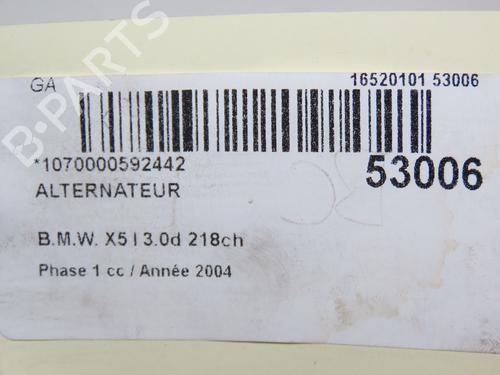 GA
16520101 53006
*1070000592442
53006
ALTERNATEUR
B.M.W. X5 I 3.0d 218ch
Phase 1 cc / Année 2004
B-PARTS